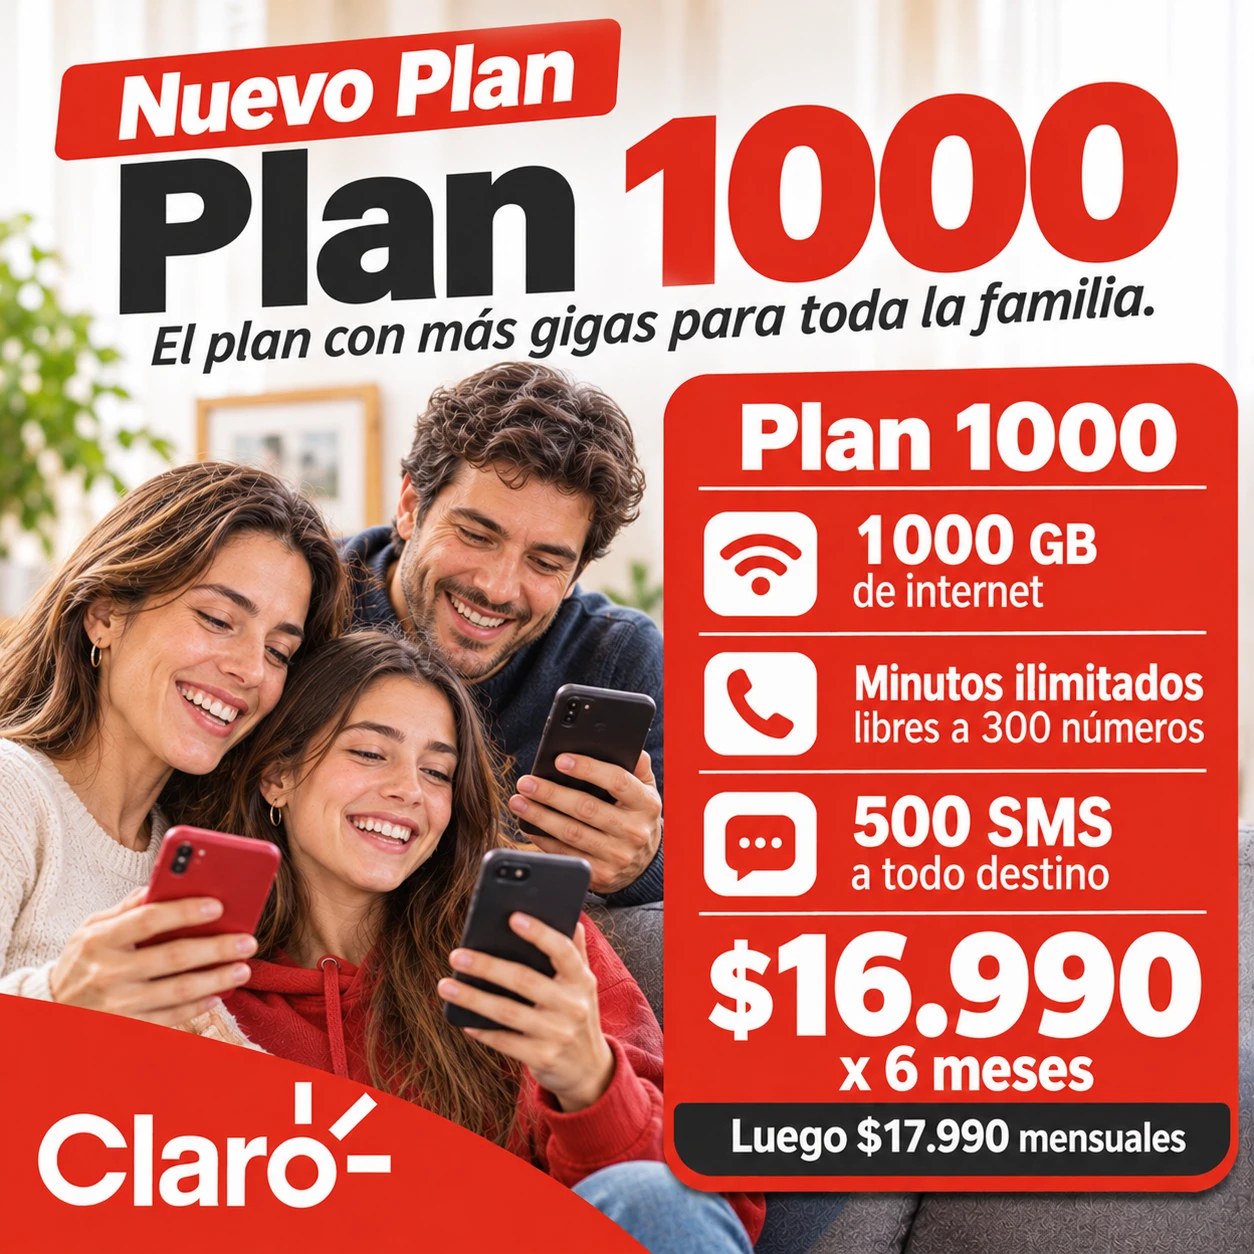 Nuevo Plan
Plan 1000
El plan con más gigas para toda la familia.
Plan 1000
1000 GB
de internet
Minutos ilimitados
libres a 300 números
500 SMS
a todo destino
$16.990
x 6 meses
Luego $17.990 mensuales
Claro